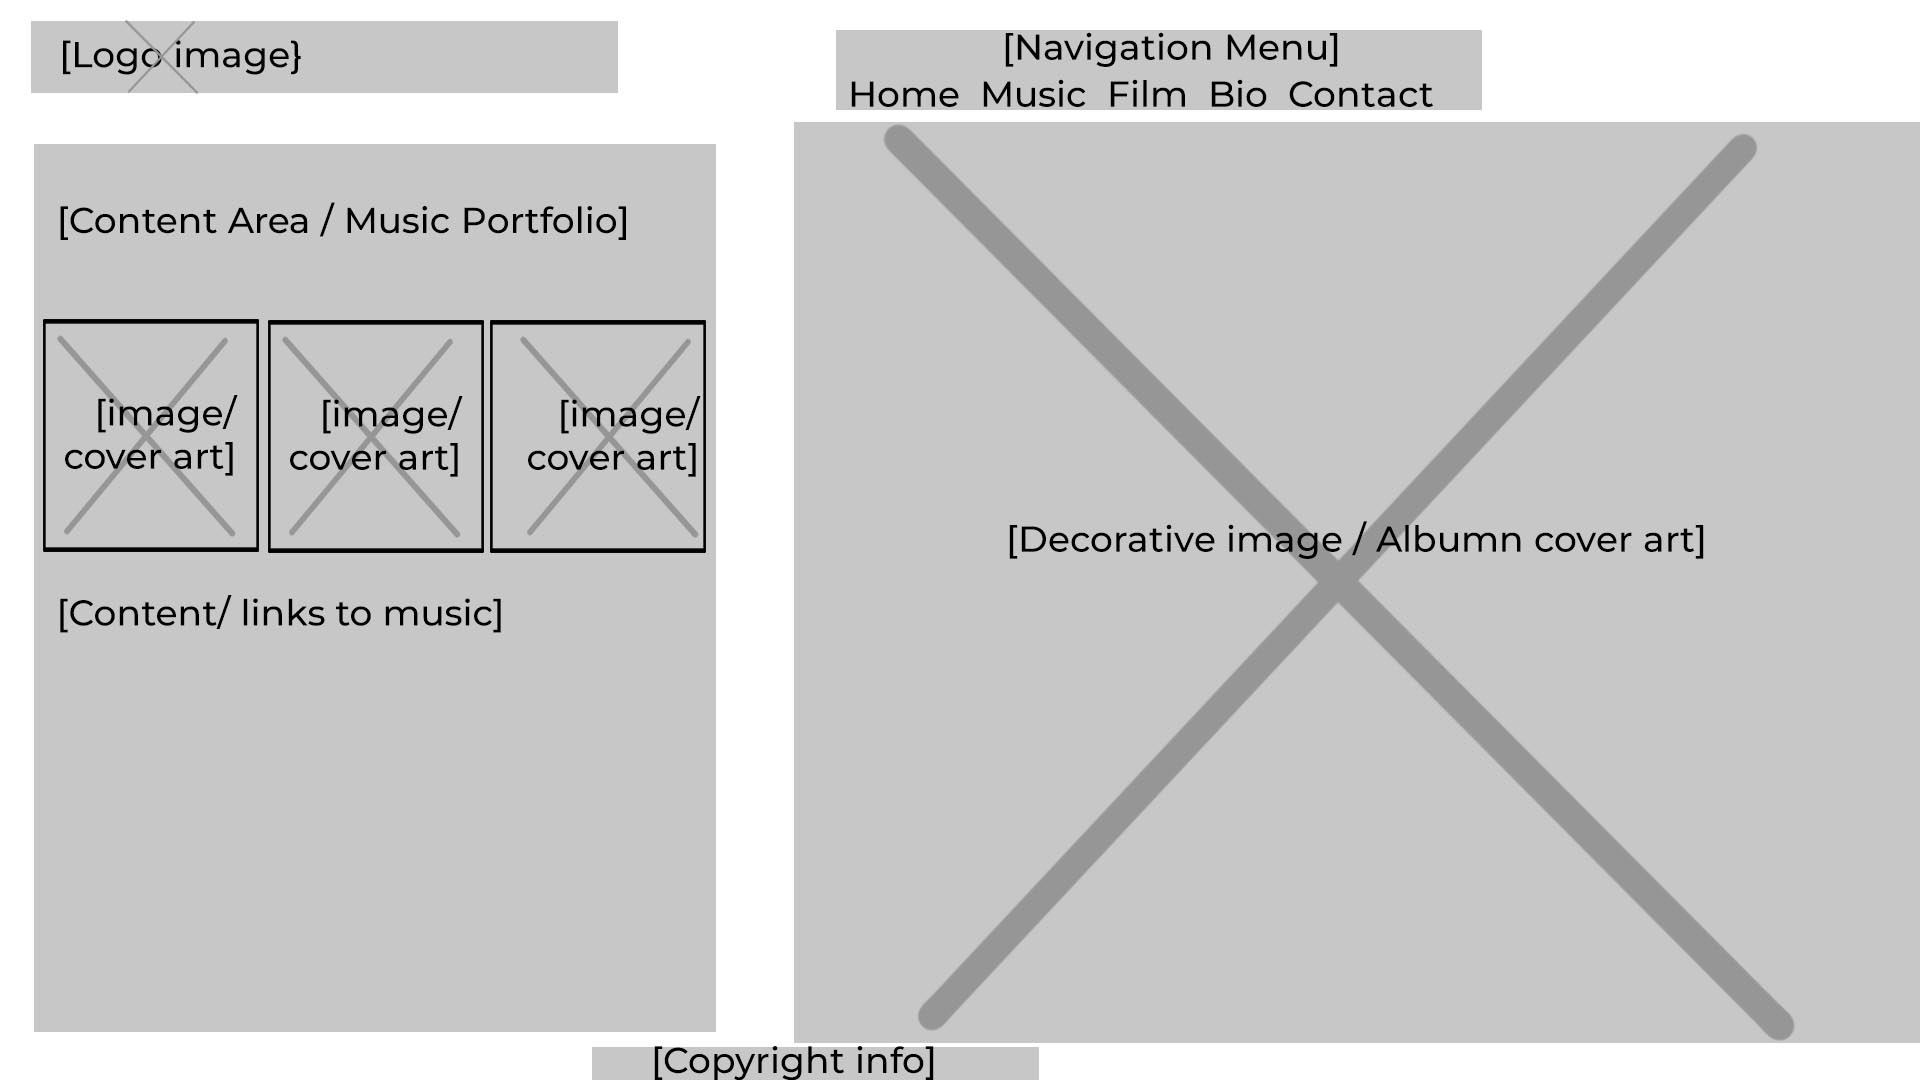 [Logo image}
[Navigation Menu]
Home Music Film Bio Contact
[Content Area / Music Portfolio]
[image/
cover art]
[image/
cover art]
[image/
cover art]
[Content/ links to music]
[Decorative image / Albumn cover art]
[Copyright info]